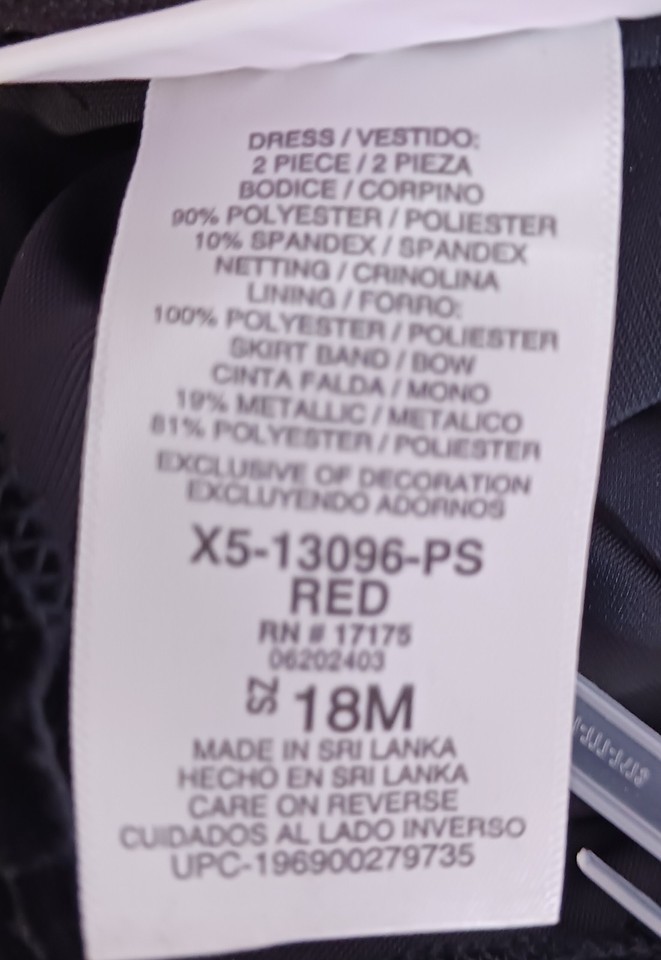 DRESS / VESTIDO:
2 PIECE / 2 PIEZA
BODICE / CORPINO
90% POLYESTER / POLIESTER
10% SPANDEX / SPANDEX
NETTING / CRINOLINA
LINING / FORRO:
100% POLYESTER / POLIESTER
SKIRT BAND / BOW
CINTA FALDA / MONO
19% METALLIC / METALICO
81% POLYESTER / POLIESTER
EXCLUSIVE OF DECORATION
EXCLUYENDO ADORNOS
X5-13096-PS
RED
RN # 17175
06202403
SZ 18M
MADE IN SRI LANKA
HECHO EN SRI LANKA
CARE ON REVERSE
CUIDADOS AL LADO INVERSO
UPC-196900279735